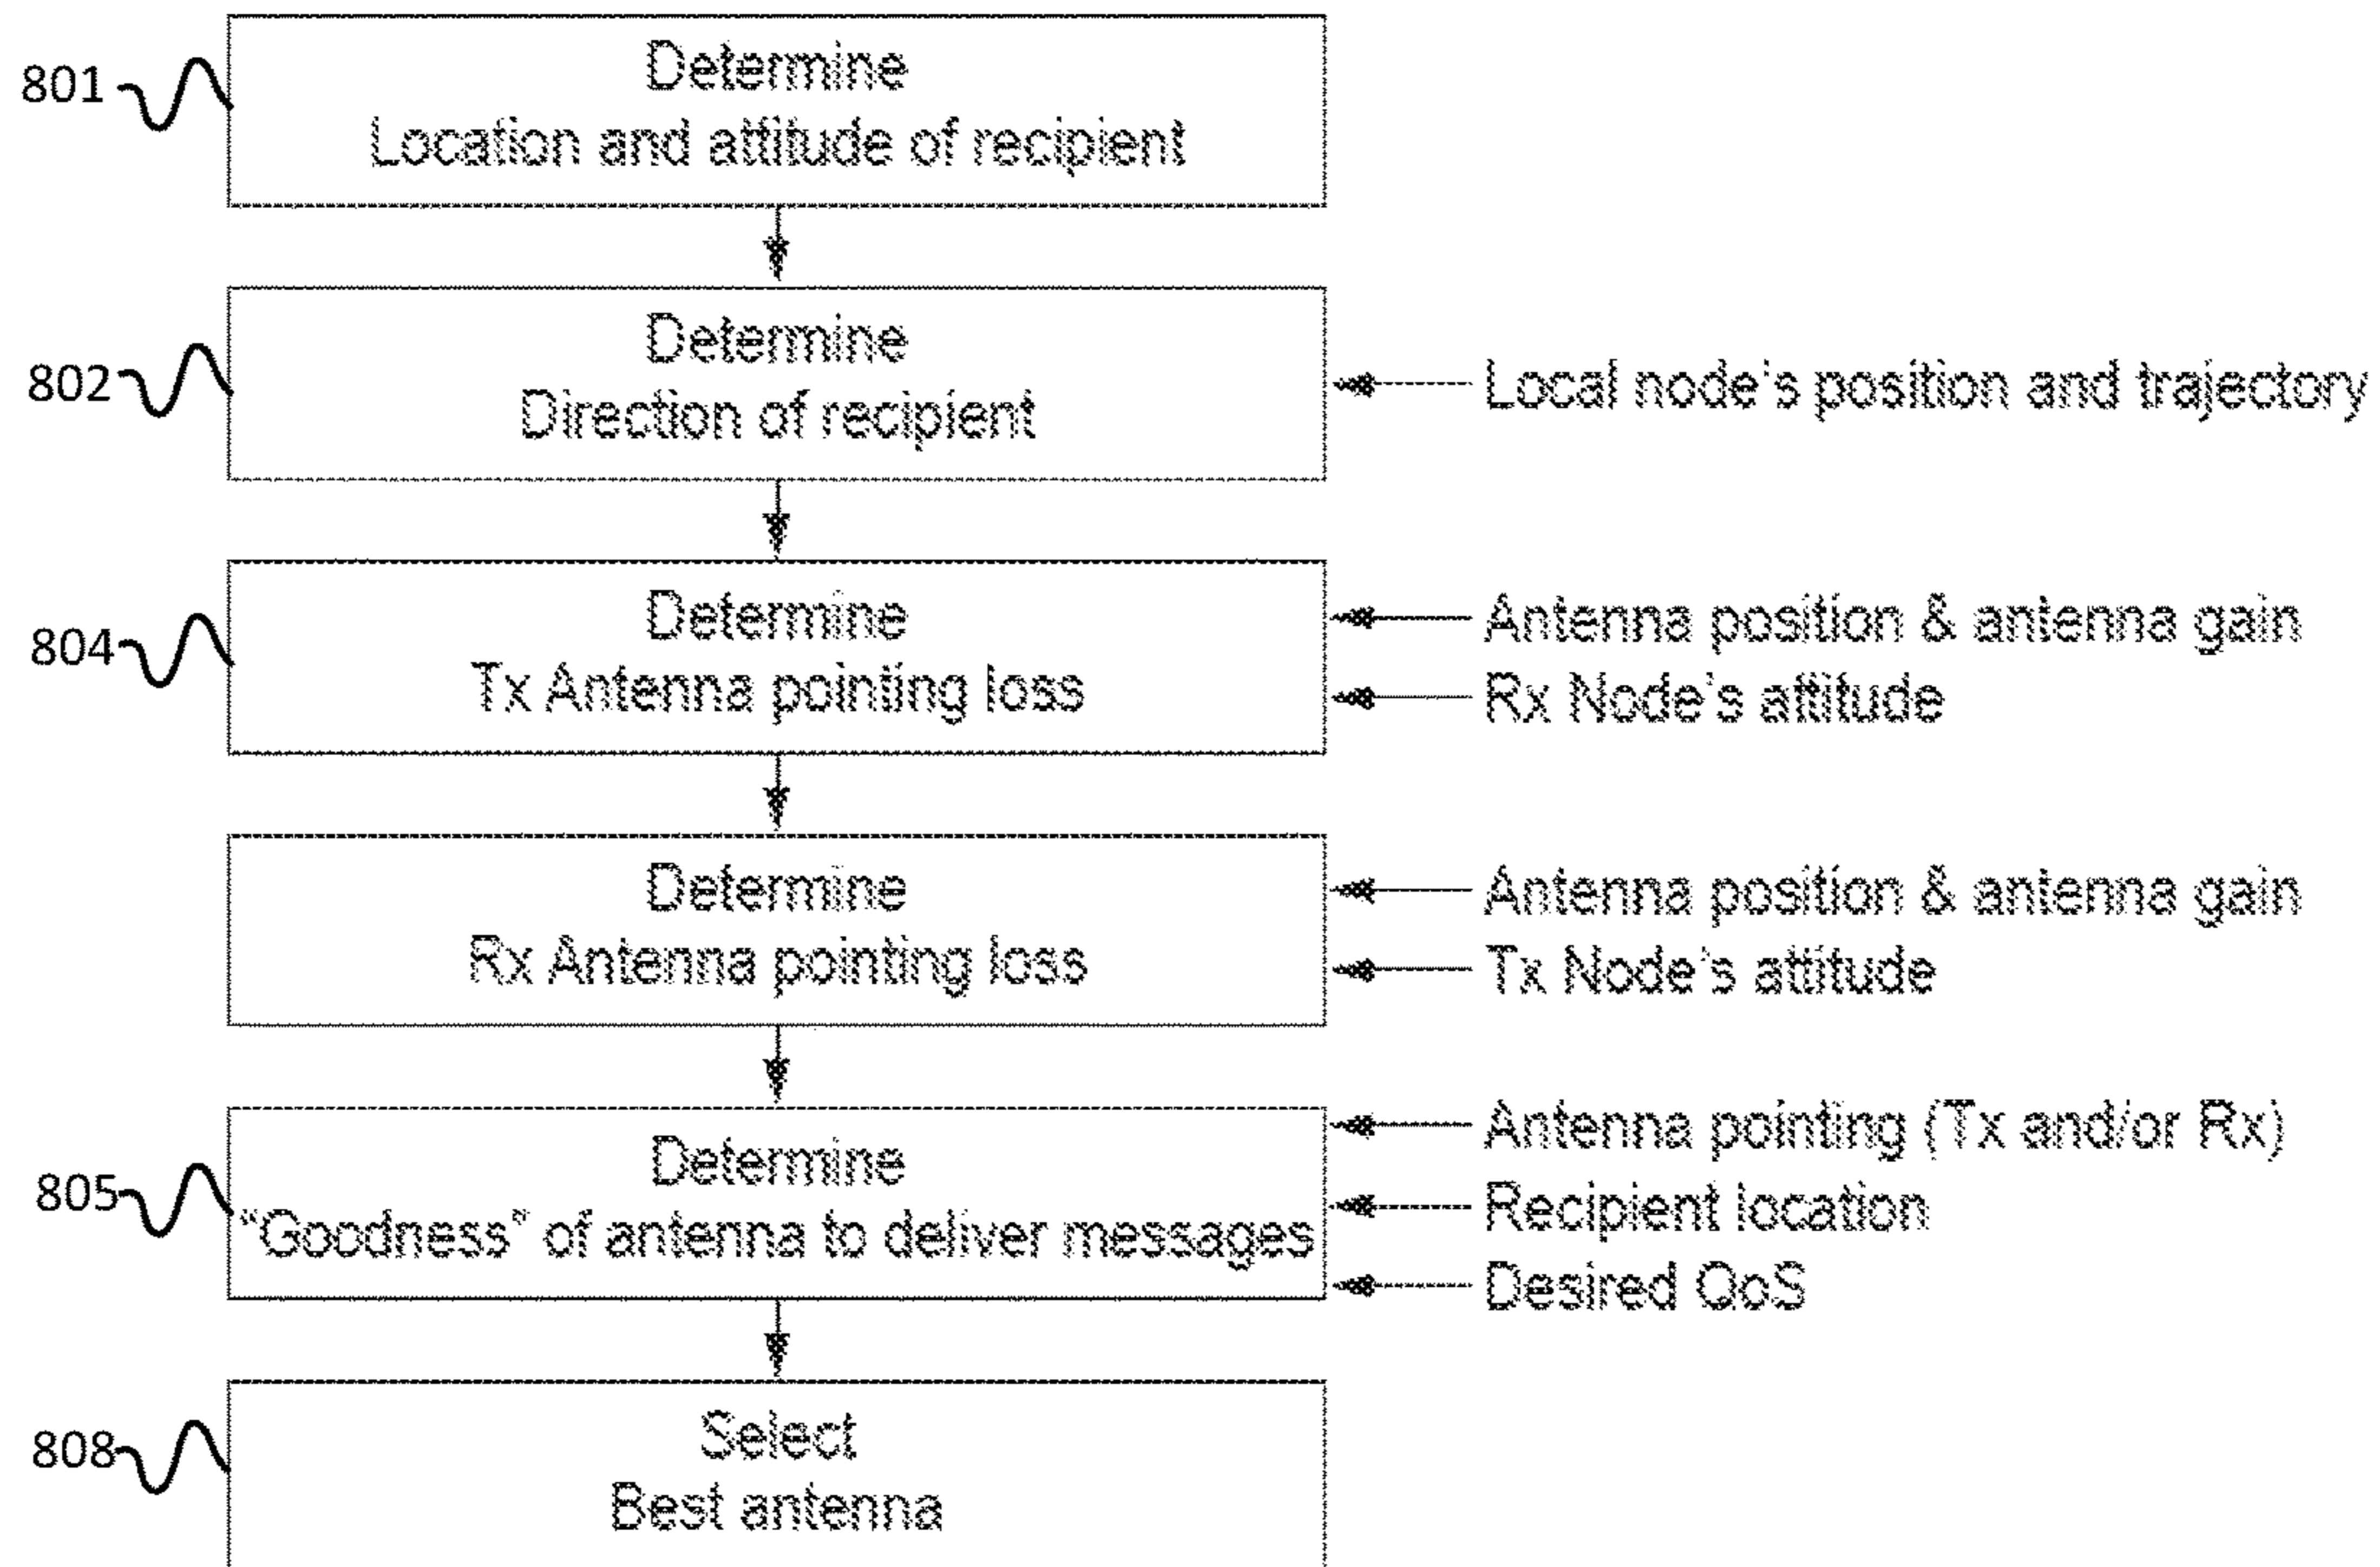 801
Determine
Location and attitude of recipient
802
Determine
Direction of recipient
Local node's position and trajectory
804
Determine
Tx Antenna pointing loss
Antenna position & antenna gain
Rx Node's attitude
Determine
Rx Antenna pointing loss
Antenna position & antenna gain
Tx Node's attitude
805
Determine
"Goodness" of antenna to deliver messages
Antenna pointing (Tx and/or Rx)
Recipient location
Desired QoS
808
Select
Best antenna